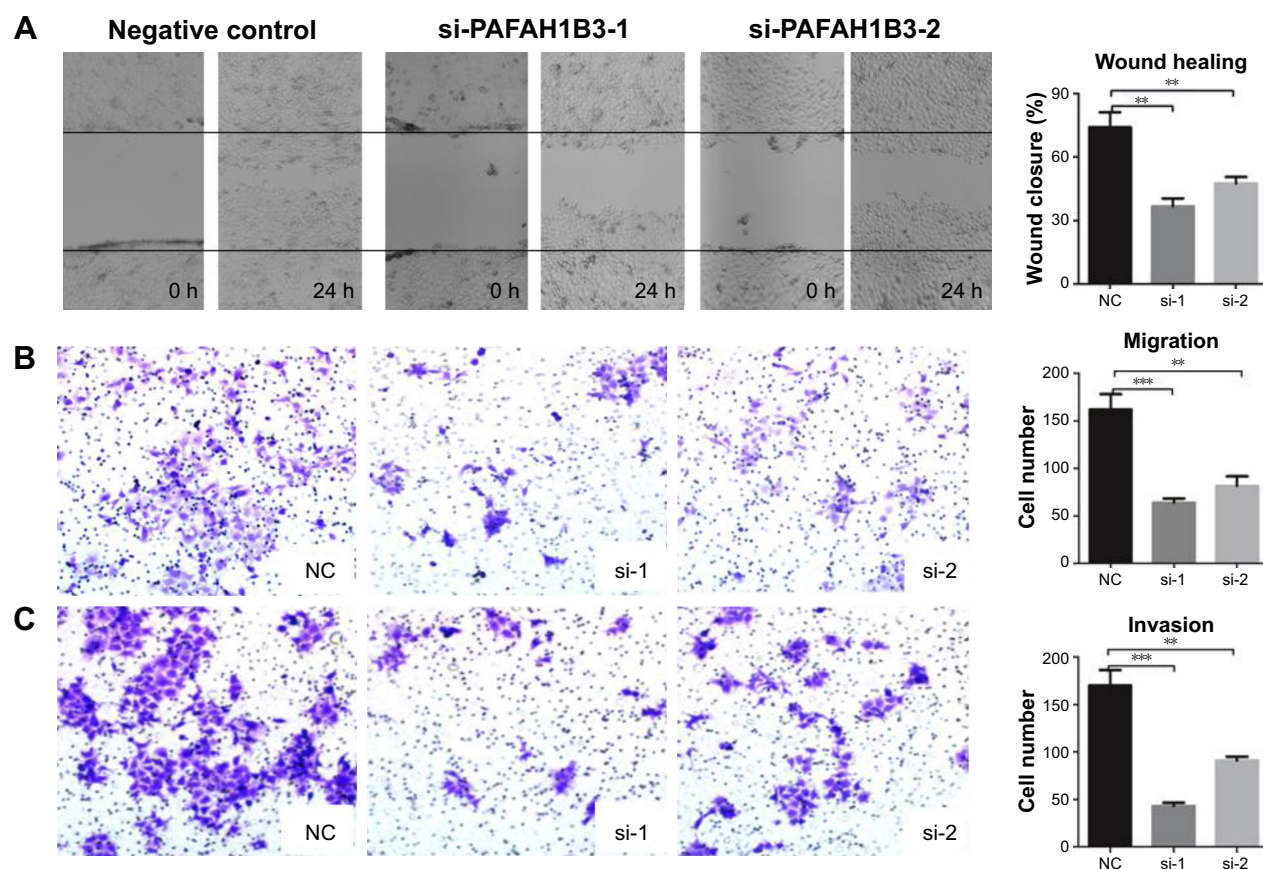 A
Negative control
si-PAFAH1B3-1
si-PAFAH1B3-2
0 h
24 h
0 h
24 h
0 h
24 h
Wound healing
Wound closure (%)
90
60
30
0
**
**
NC
si-1
si-2
B
NC
si-1
si-2
Migration
Cell number
200
150
100
50
0
**
***
NC
si-1
si-2
C
NC
si-1
si-2
Invasion
Cell number
200
150
100
50
0
**
***
NC
si-1
si-2